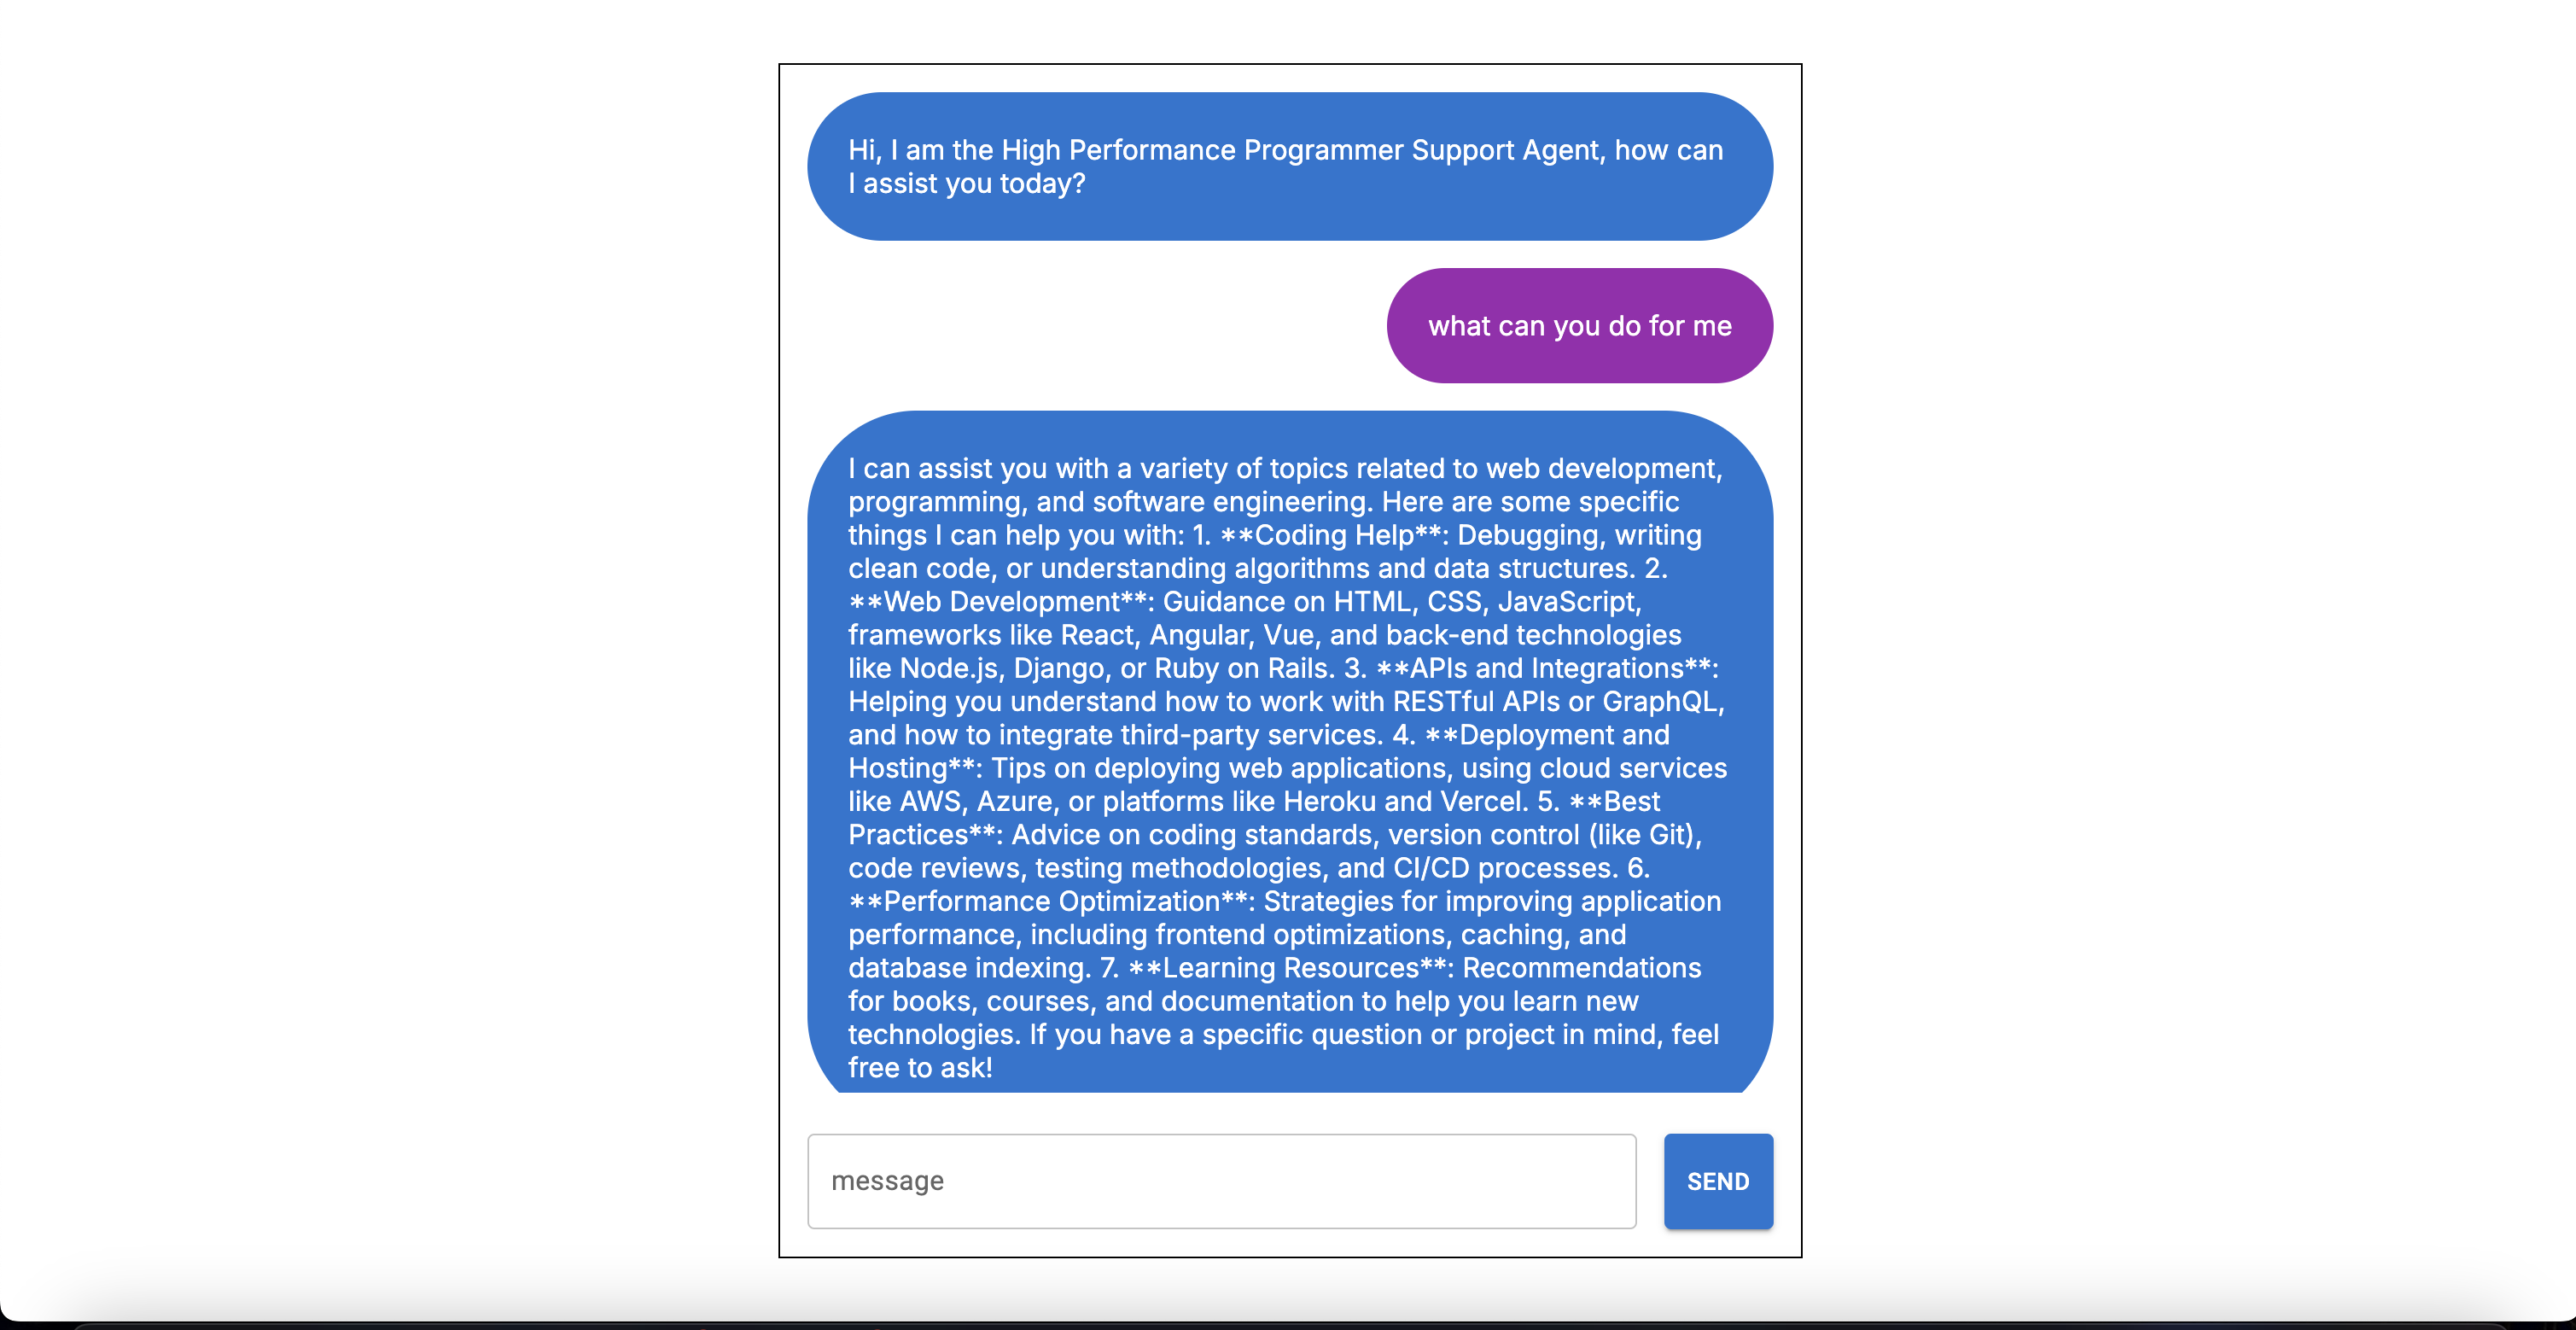 Hi, I am the High Performance Programmer Support Agent, how can
I assist you today?
what can you do for me
I can assist you with a variety of topics related to web development,
programming, and software engineering. Here are some specific
things I can help you with: 1. **Coding Help**: Debugging, writing
clean code, or understanding algorithms and data structures. 2.
**Web Development**: Guidance on HTML, CSS, JavaScript,
frameworks like React, Angular, Vue, and back-end technologies
like Node.js, Django, or Ruby on Rails. 3. **APIs and Integrations**:
Helping you understand how to work with RESTful APIs or GraphQL,
and how to integrate third-party services. 4. **Deployment and
Hosting**: Tips on deploying web applications, using cloud services
like AWS, Azure, or platforms like Heroku and Vercel. 5. **Best
Practices**: Advice on coding standards, version control (like Git),
code reviews, testing methodologies, and CI/CD processes. 6.
**Performance Optimization**: Strategies for improving application
performance, including frontend optimizations, caching, and
database indexing. 7. **Learning Resources**: Recommendations
for books, courses, and documentation to help you learn new
technologies. If you have a specific question or project in mind, feel
free to ask!
message
SEND